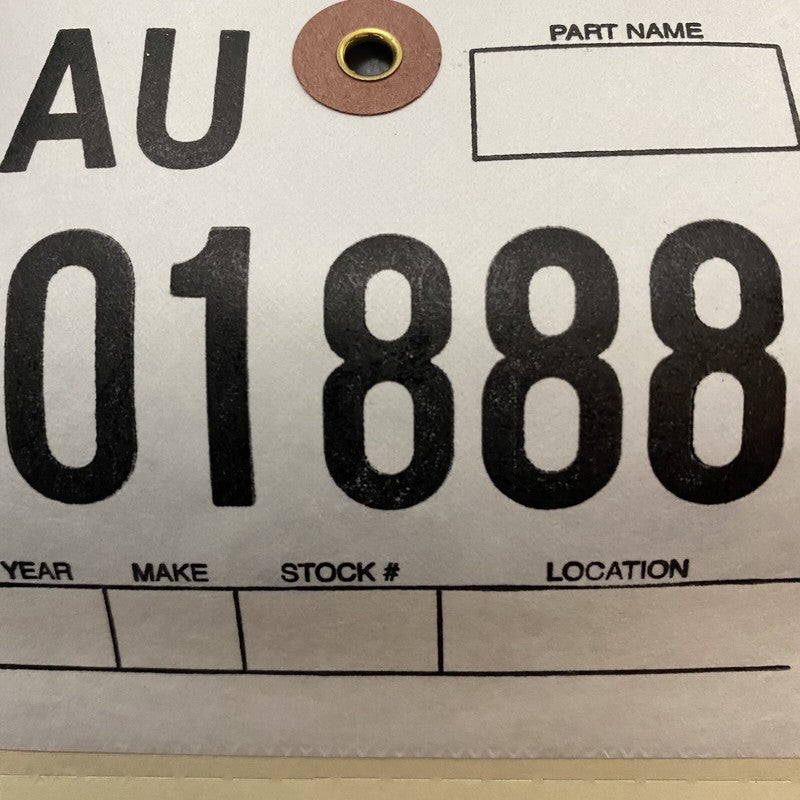 AU
PART NAME
01888
YEAR MAKE STOCK # LOCATION